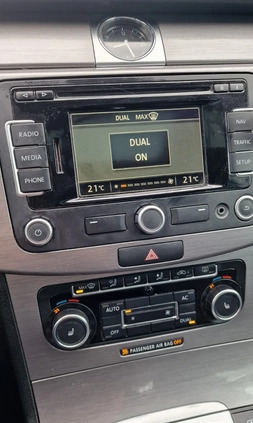 DUAL MAX
RADIO
MEDIA
PHONE
NAV
TRAFFIC
SETUP
DUAL
ON
21°C
21°C
AUTO
AC
OFF
DUAL
PASSENGER AIR BAG OFF